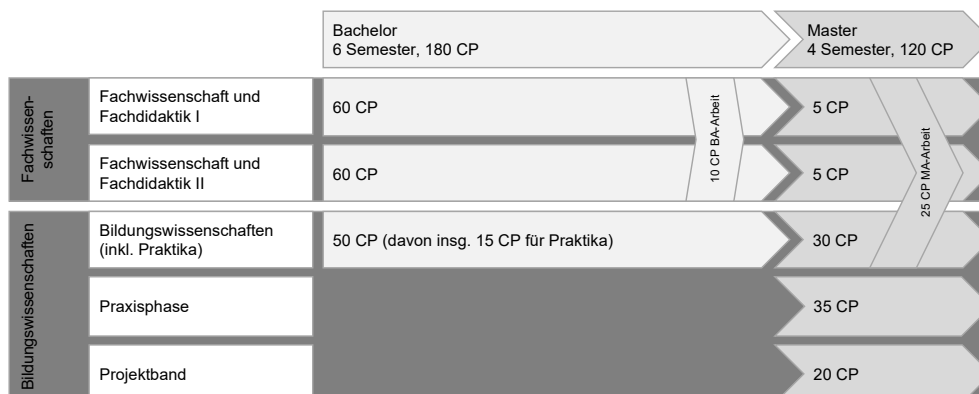 Bachelor
6 Semester, 180 CP
Master
4 Semester, 120 CP
Fachwissen-
schaften
Fachwissenschaft und
Fachdidaktik I
60 CP
10 CP BA-Arbeit
5 CP
25 CP MA-Arbeit
Fachwissenschaft und
Fachdidaktik II
60 CP
5 CP
Bildungswissenschaften
Bildungswissenschaften
(inkl. Praktika)
50 CP (davon insg. 15 CP für Praktika)
30 CP
Praxisphase
35 CP
Projektband
20 CP